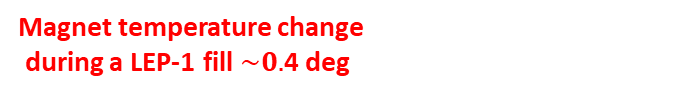 Magnet temperature change
during a LEP-1 fill ∼0.4 deg